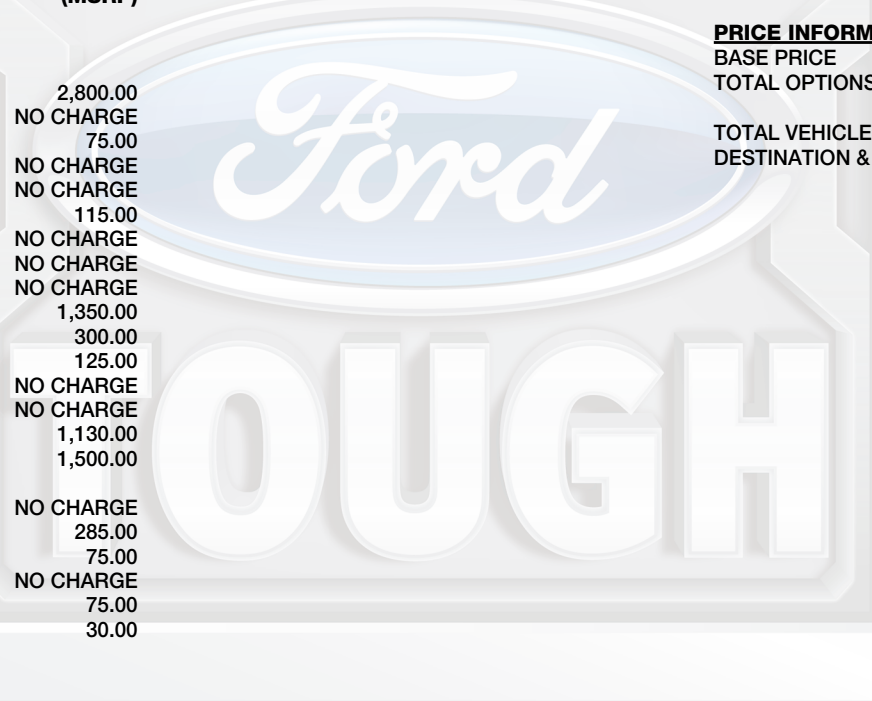 (MSRP)
2,800.00
NO CHARGE
75.00
NO CHARGE
NO CHARGE
115.00
NO CHARGE
NO CHARGE
NO CHARGE
1,350.00
300.00
125.00
NO CHARGE
NO CHARGE
1,130.00
1,500.00
NO CHARGE
285.00
75.00
NO CHARGE
75.00
30.00
PRICE INFORM
BASE PRICE
TOTAL OPTIONS
TOTAL VEHICLE
DESTINATION &
Ford
TOUGH